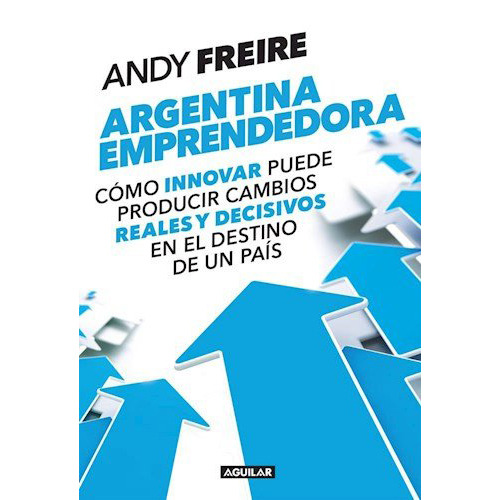 ANDY FREIRE
ARGENTINA
EMPRENDEDORA
CÓMO INNOVAR PUEDE
PRODUCIR CAMBIOS
REALES Y DECISIVOS
EN EL DESTINO
DE UN PAÍS
AGUILAR